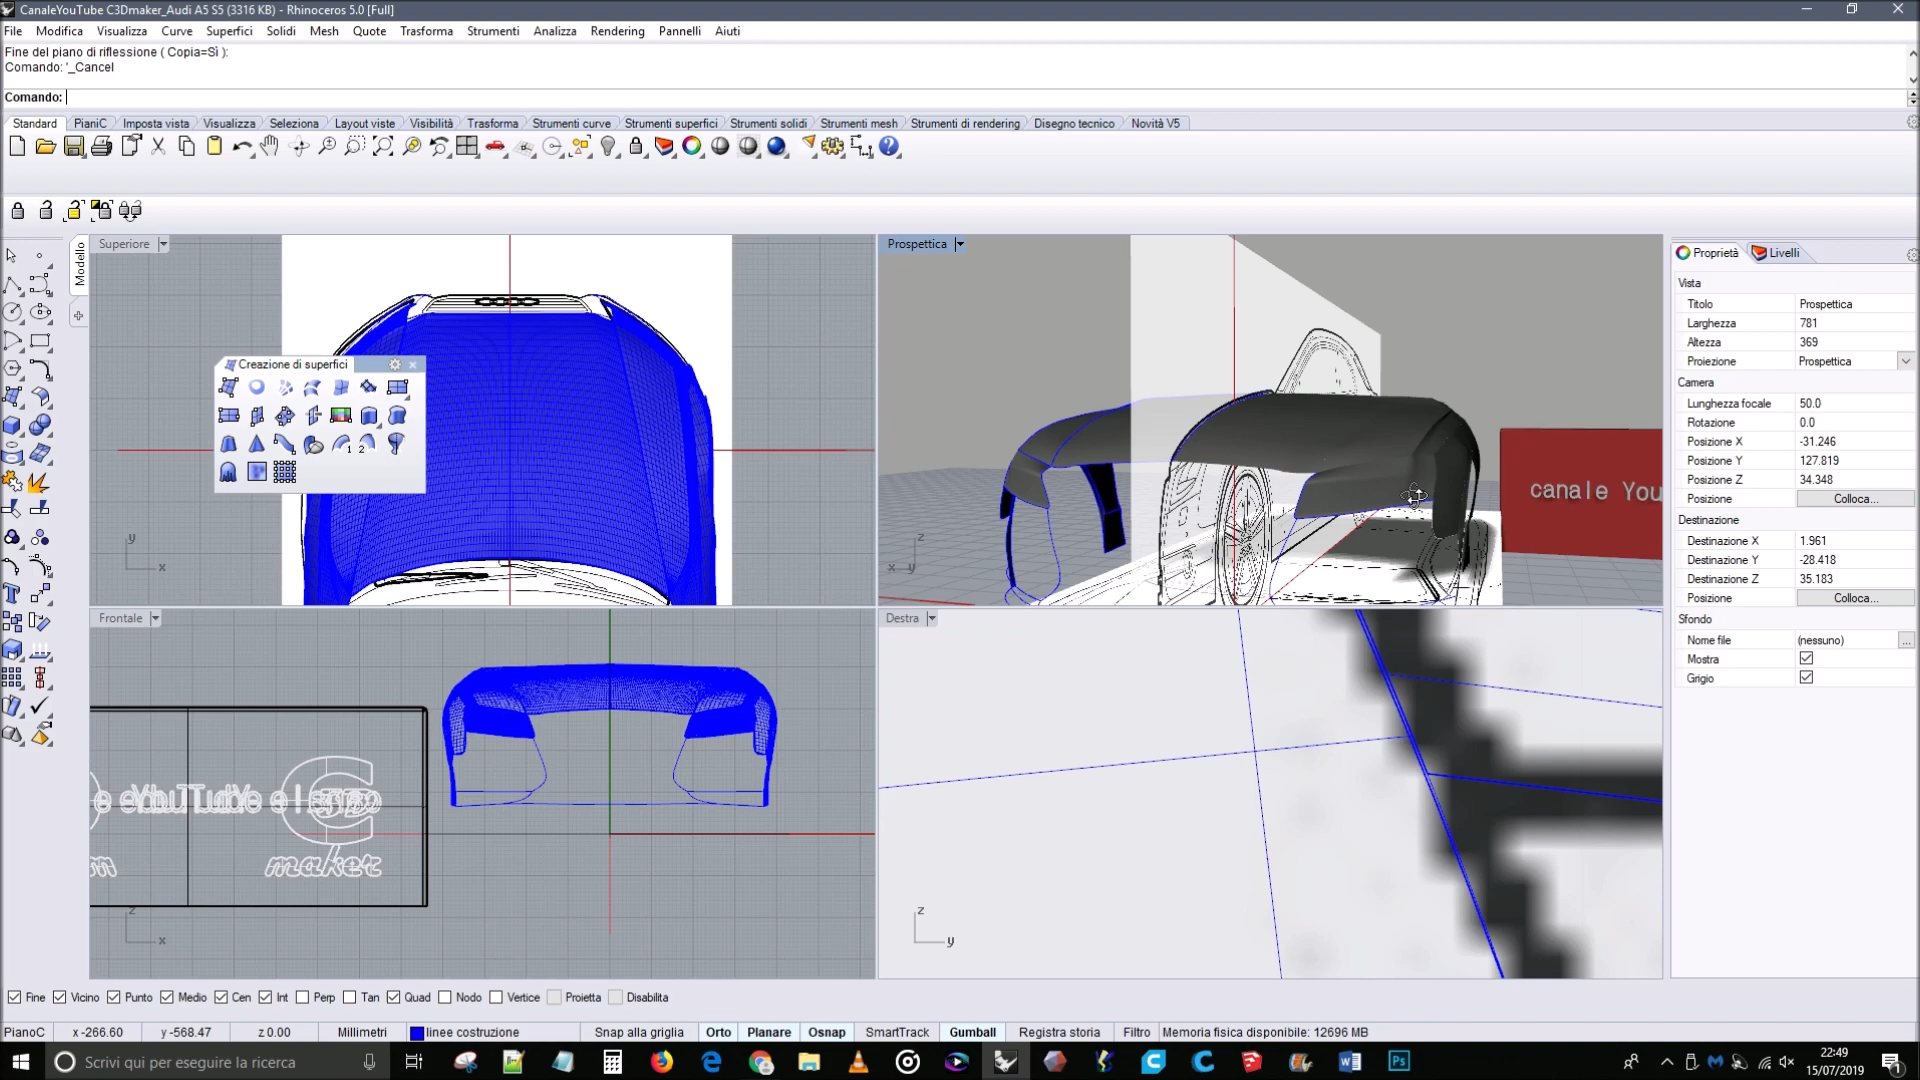 CanaleYouTube C3Dmaker_Audi A5 S5 (3316 KB) - Rhinoceros 5.0 [Full]
File Modifica Visualizza Curve Superfici Solidi Mesh Quote Trasforma Strumenti Analizza Rendering Pannelli Aiuti
Fine del piano di riflessione ( Copia=Sì ):
Comando: '_Cancel
Comando:
Standard PianiC Imposta vista Visualizza Seleziona Layout viste Visibilità Trasforma Strumenti curve Strumenti superfici Strumenti solidi Strumenti mesh Strumenti di rendering Disegno tecnico Novità V5
Modello
Superiore
Creazione di superfici
1 2
y
x
Prospettica
canale You
z
x y
Frontale
maker
z
x
Destra
z
y
Proprietà Livelli
Vista
Titolo Prospettica
Larghezza 781
Altezza 369
Proiezione Prospettica
Camera
Lunghezza focale 50.0
Rotazione 0.0
Posizione X -31.246
Posizione Y 127.819
Posizione Z 34.348
Posizione Colloca...
Destinazione
Destinazione X 1.961
Destinazione Y -28.418
Destinazione Z 35.183
Posizione Colloca...
Sfondo
Nome file (nessuno) ...
Mostra
Grigio
Fine Vicino Punto Medio Cen Int Perp Tan Quad Nodo Vertice Proietta Disabilita
PianoC x -266.60 y -568.47 z 0.00 Millimetri linee costruzione Snap alla griglia Orto Planare Osnap SmartTrack Gumball Registra storia Filtro Memoria fisica disponibile: 12696 MB
Scrivi qui per eseguire la ricerca
Ps
22:49
15/07/2019
1